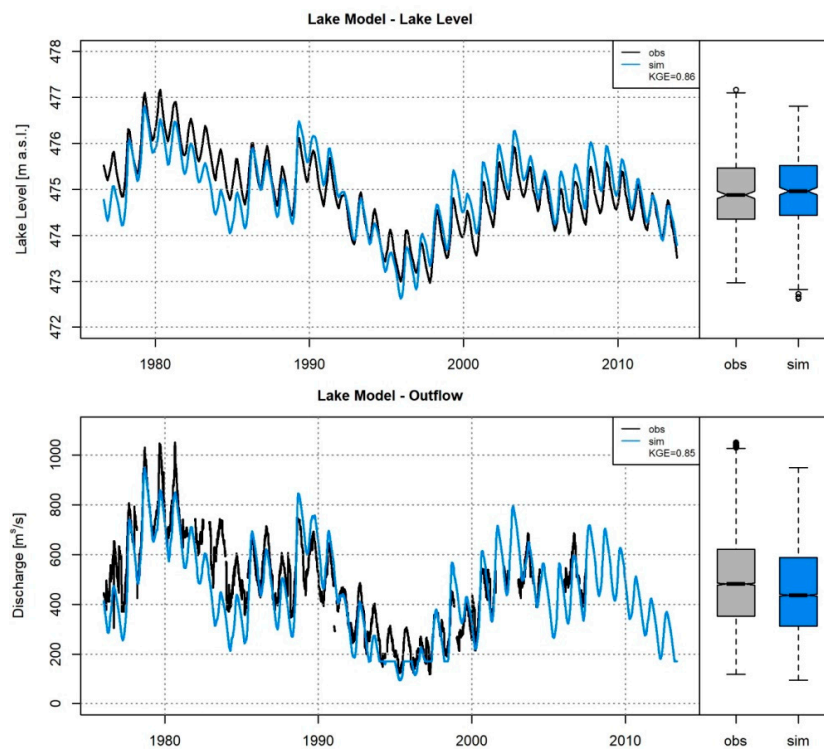 Lake Model - Lake Level
478
477
476
475
474
473
472
Lake Level [m a.s.l.]
obs
sim
KGE=0.86
1980
1990
2000
2010
obs
sim
Lake Model - Outflow
1000
800
600
400
200
0
Discharge [m³/s]
obs
sim
KGE=0.85
1980
1990
2000
2010
obs
sim